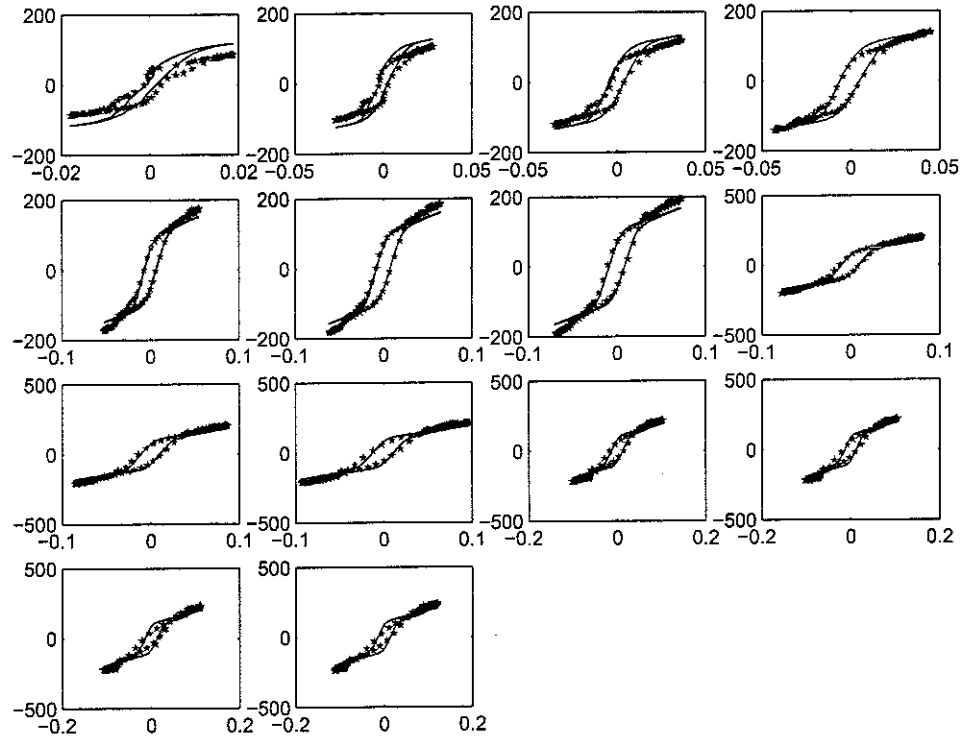 200 200 200 200
0 0 0 0
−200 −200 −200 −200
−0.02 0 0.02 −0.05 0 0.05 −0.05 0 0.05 −0.05 0 0.05
200 200 200 500
0 0 0 0
−200 −200 −200 −500
−0.1 0 0.1 −0.1 0 0.1 −0.1 0 0.1 −0.1 0 0.1
500 500 500 500
0 0 0 0
−500 −500 −500 −500
−0.1 0 0.1 −0.1 0 0.1 −0.2 0 0.2 −0.2 0 0.2
500 500
0 0
−500 −500
−0.2 0 0.2 −0.2 0 0.2